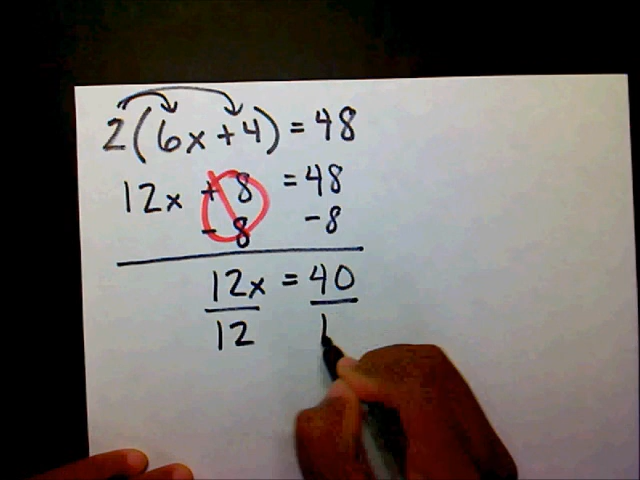 2(6x+4)=48
12x + 8 = 48
- 8 -8
12x = 40
12 1